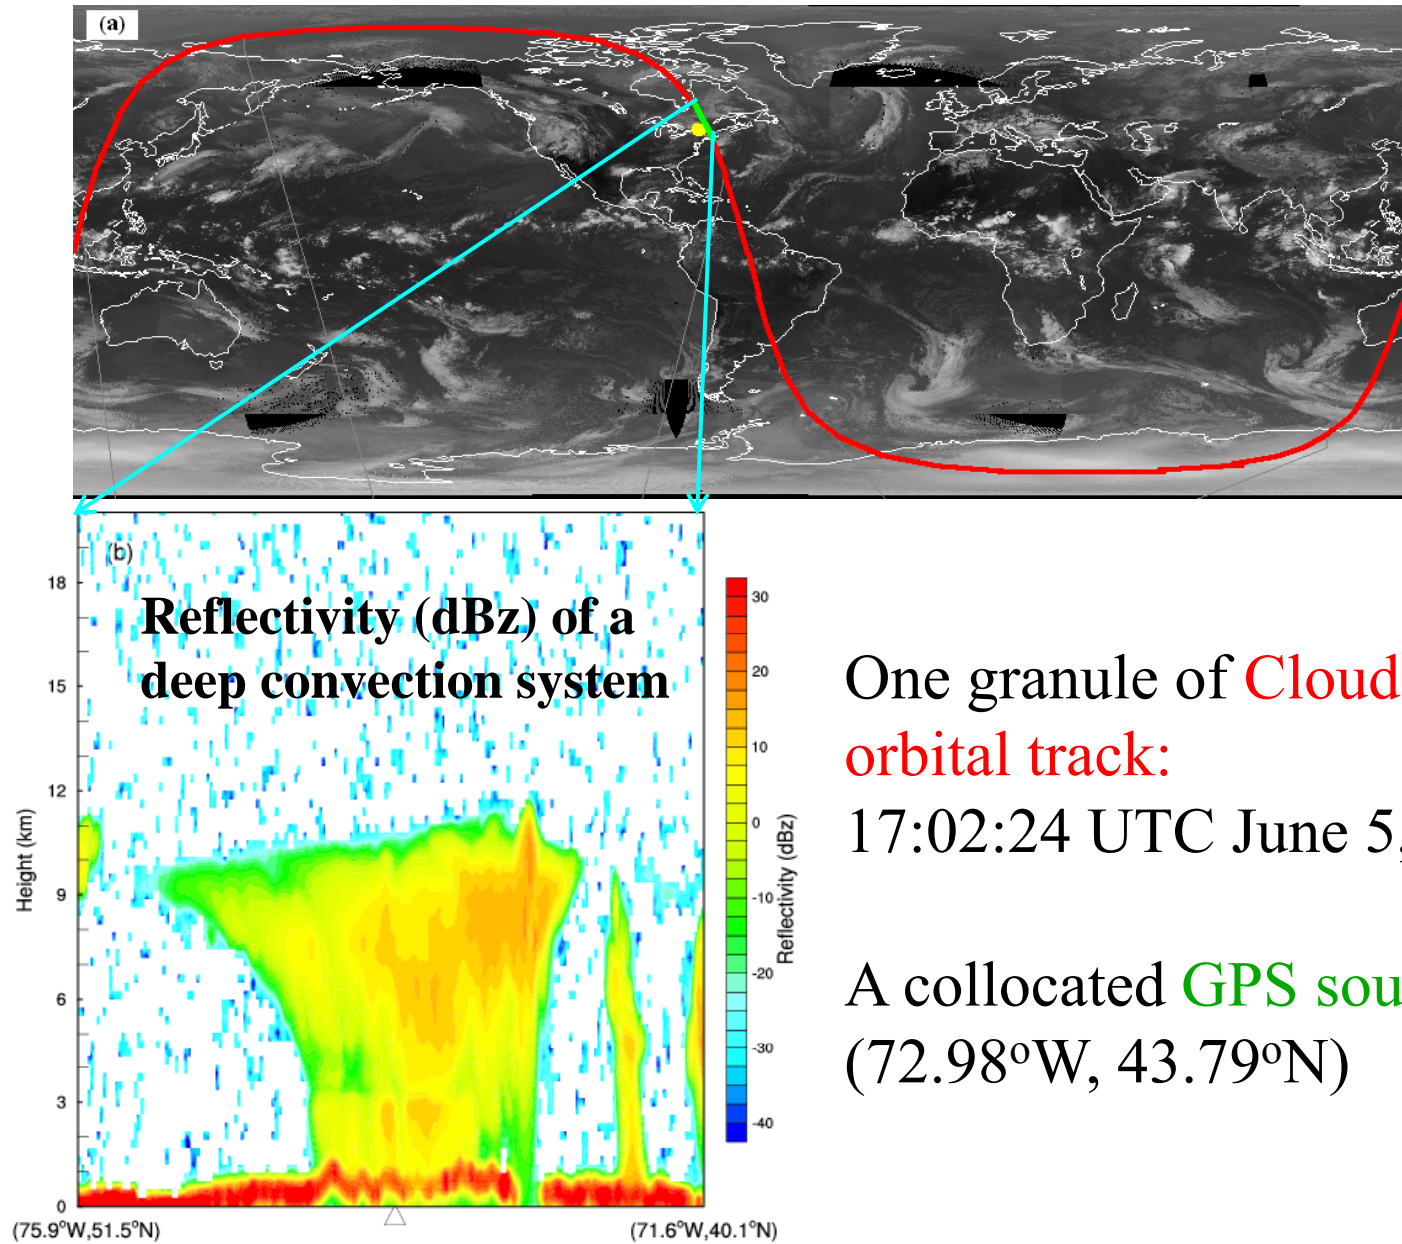 (a)
(b)
Reflectivity (dBz) of a
deep convection system
18
15
12
9
6
3
0
Height (km)
(75.9°W,51.5°N)
(71.6°W,40.1°N)
30
20
10
0
-10
-20
-30
-40
Reflectivity (dBz)
One granule of Cloud
orbital track:
17:02:24 UTC June 5,
A collocated GPS sou
(72.98°W, 43.79°N)